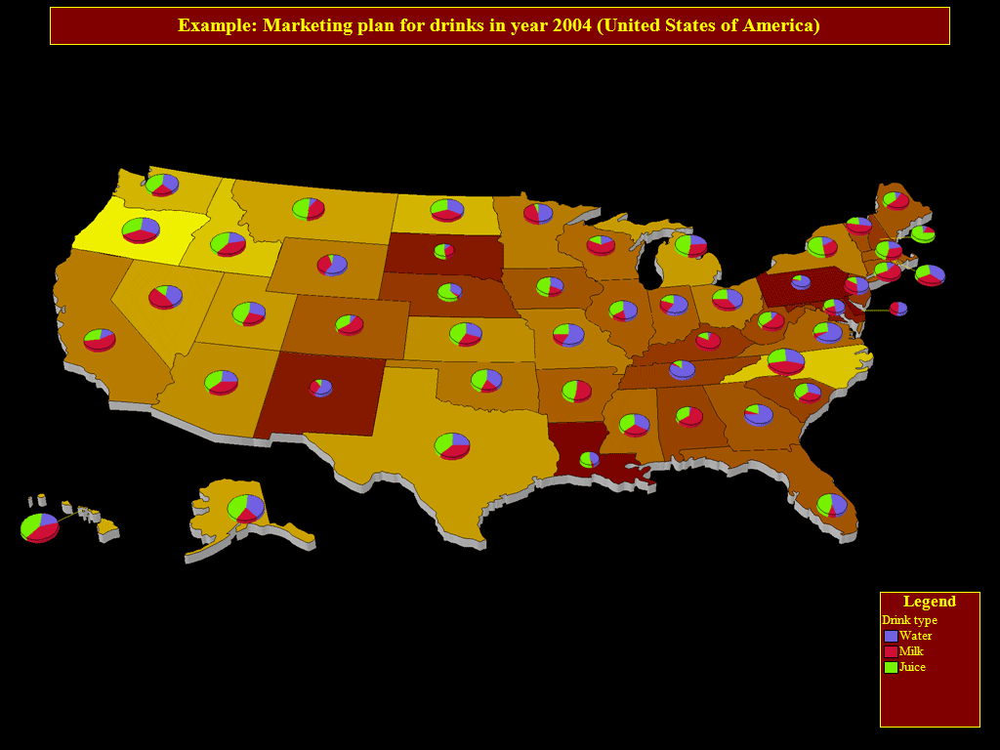 Example: Marketing plan for drinks in year 2004 (United States of America)
Legend
Drink type
Water
Milk
Juice